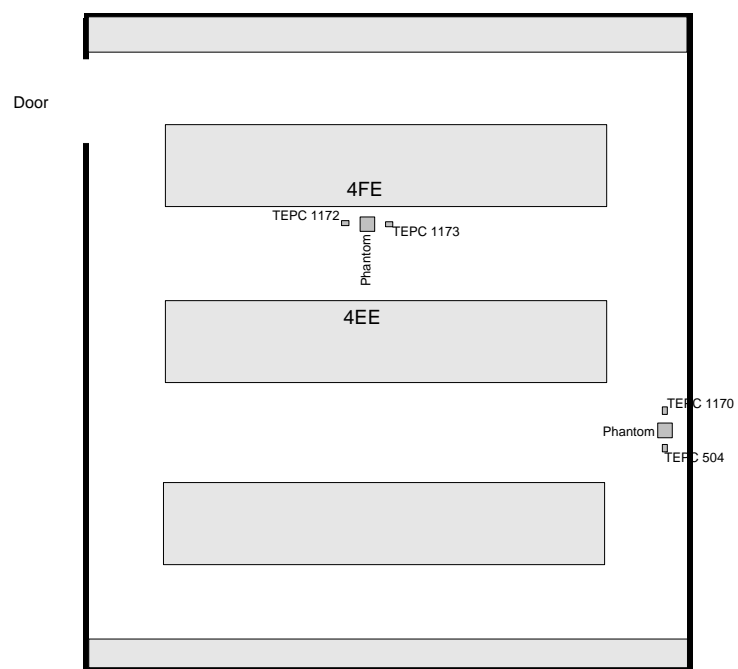 Door
4FE
TEPC 1172
TEPC 1173
Phantom
4EE
TEPC 1170
Phantom
TEPC 504